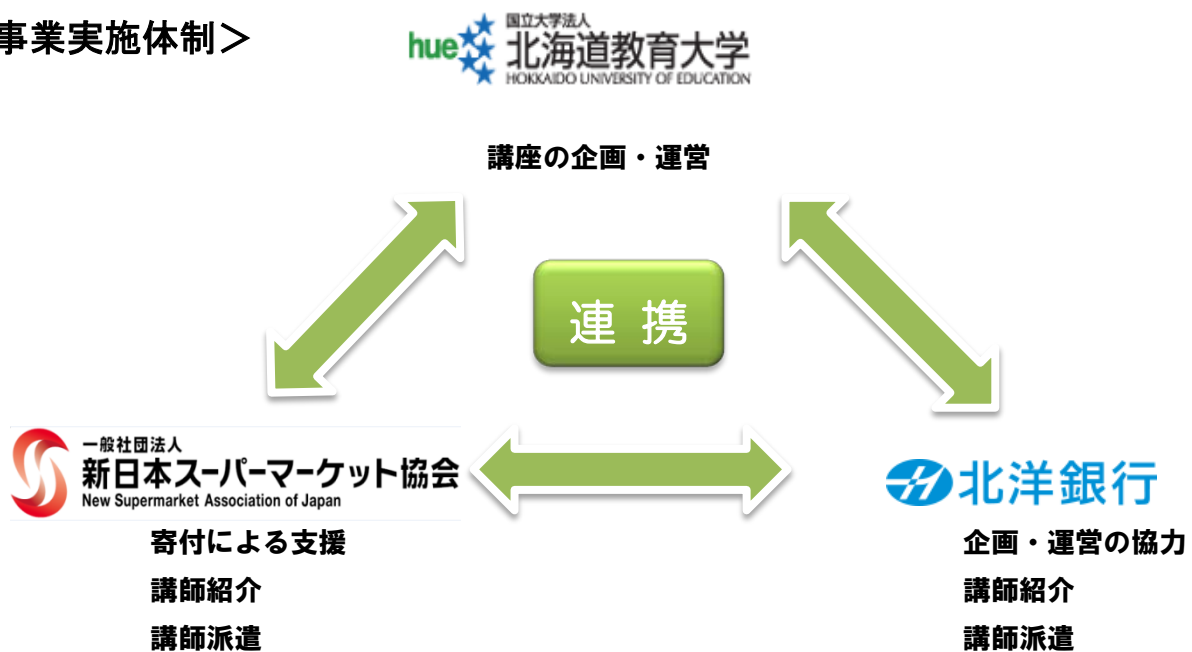 事業実施体制＞
国立大学法人
hue 北海道教育大学
HOKKAIDO UNIVERSITY OF EDUCATION
講座の企画・運営
連 携
一般社団法人
新日本スーパーマーケット協会
New Supermarket Association of Japan
寄付による支援
講師紹介
講師派遣
北洋銀行
企画・運営の協力
講師紹介
講師派遣